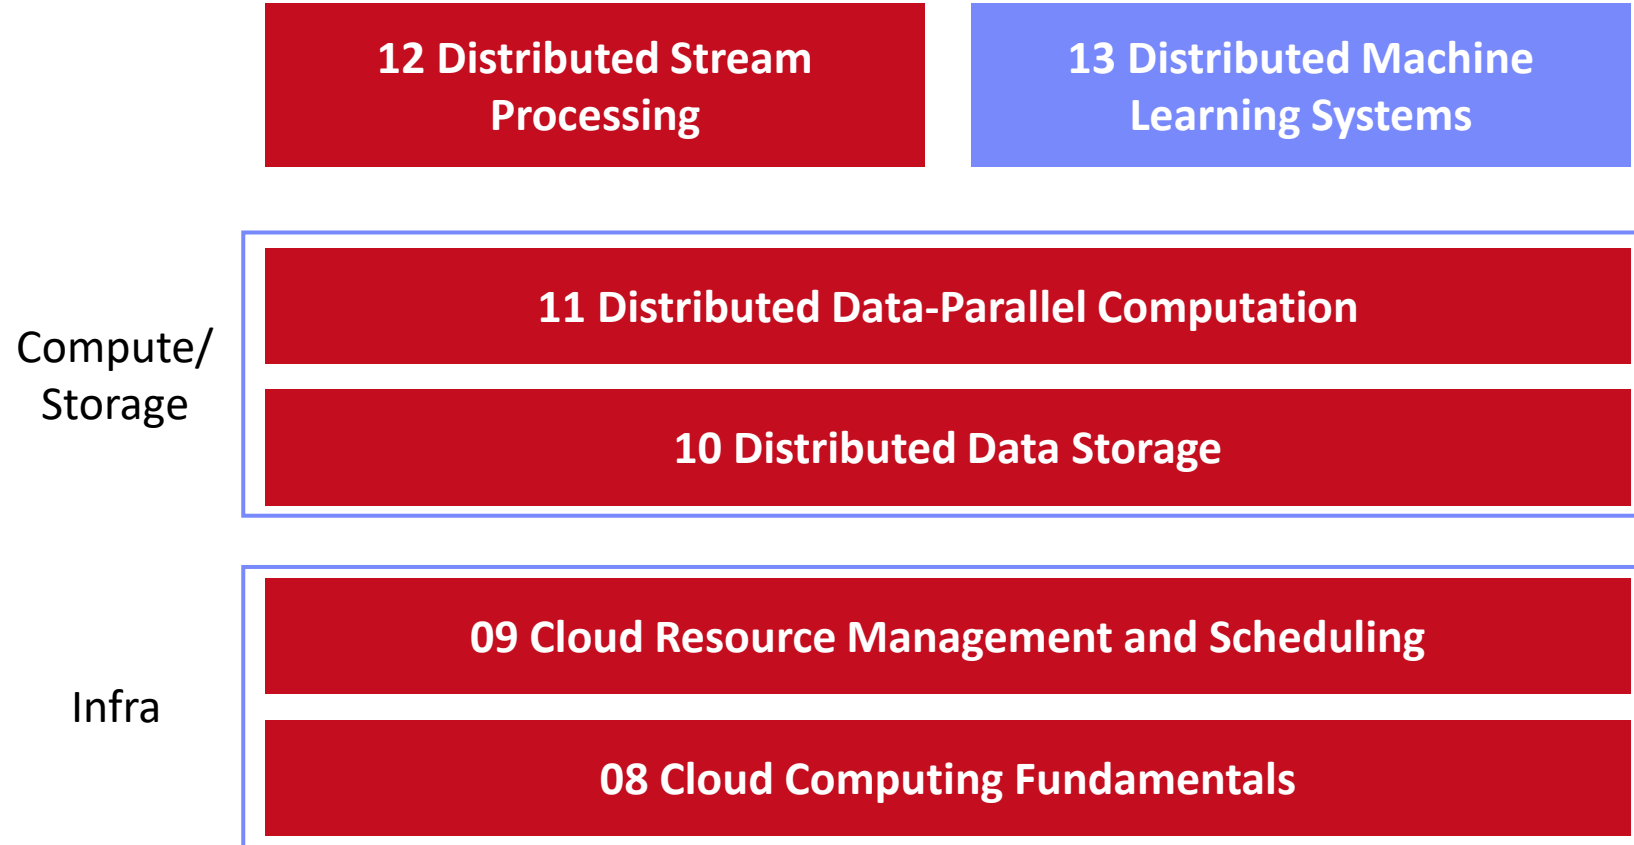 12 Distributed Stream
Processing
13 Distributed Machine
Learning Systems
Compute/
Storage
11 Distributed Data-Parallel Computation
10 Distributed Data Storage
Infra
09 Cloud Resource Management and Scheduling
08 Cloud Computing Fundamentals